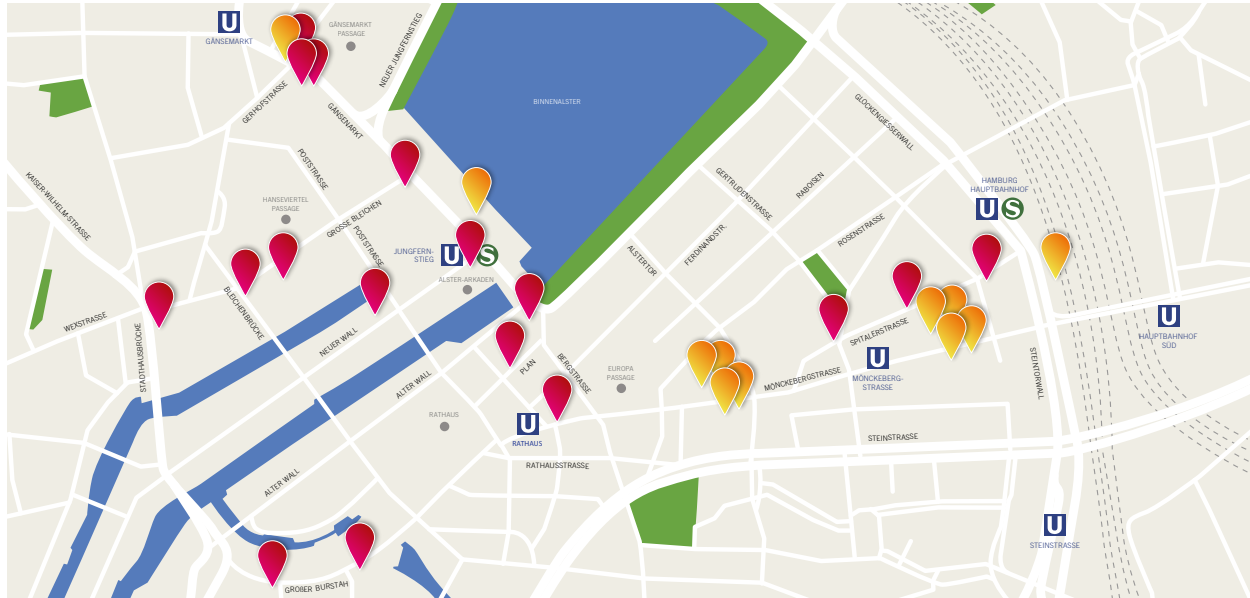 U
GÄNSEMARKT
GÄNSEMARKT
PASSAGE
NEUER JUNGFERNSTIEG
BINNENALSTER
GERHOFSTRASSE
GÄNSENARKT
GLOCKENGIESSERWALL
POSTSTRASSE
KAISER-WILHELM-STRASSE
HANSEVIERTEL
PASSAGE
GROSSE BLEICHEN
POSTSTRASSE
GERTRUDENSTRASSE
RABOISEN
HAMBURG
HAUPTBAHNHOF
U S
ROSENSTRASSE
FERDINANDSTR.
ALSTERTOR
JUNGFERN-
STIEG
U S
ALSTER-ARKADEN
BLEICHENBRÜCKE
WEXSTRASSE
STADTHAUSBRÜCKE
NEUER WALL
ALTER WALL
PLAN
BERGSTRASSE
EUROPA
PASSAGE
SPITALERSTRASSE
MÖNCKEBERGSTRASSE
U
MÖNCKEBERG-
STRASSE
U
HAUPTBAHNHOF
SÜD
STEINTORWALL
RATHAUS
U
RATHAUS
STEINSTRASSE
RATHAUSSTRASSE
ALTER WALL
U
STEINSTRASSE
GROßER BURSTAH